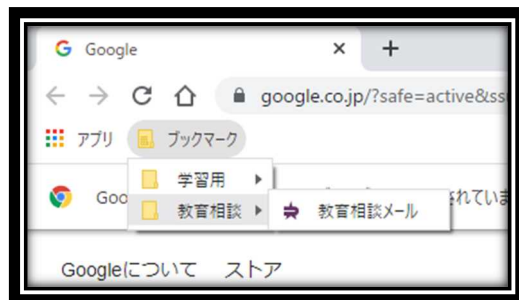 Google
google.co.jp/?safe=active&ss
アプリ ブックマーク
学習用
Goo
れていま
教育相談 教育相談メール
Googleについて ストア